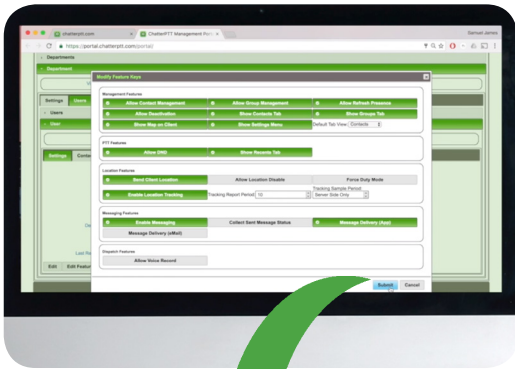 chatterptt.com
ChatterPTT Management Port
Samuel James
https://portal.chatterptt.com/portal/
Departments
Department
Modify Feature Keys
Management Features
Allow Contact Management
Allow Group Management
Allow Refresh Presence
Allow Deactivation
Show Contacts Tab
Show Groups Tab
Show Map on Client
Show Settings Menu
Default Tab View: Contacts
Settings
Users
Users
User
PTT Features
Allow DND
Show Recents Tab
Settings
Conta
Location Features
Send Client Location
Allow Location Disable
Force Duty Mode
Enable Location Tracking
Tracking Report Period: 10
Tracking Sample Period:
Server Side Only
Messaging Features
Enable Messaging
Collect Sent Message Status
Message Delivery (App)
Message Delivery (eMail)
De
Last Re
Dispatch Features
Allow Voice Record
Edit
Edit Featur
Submit
Cancel